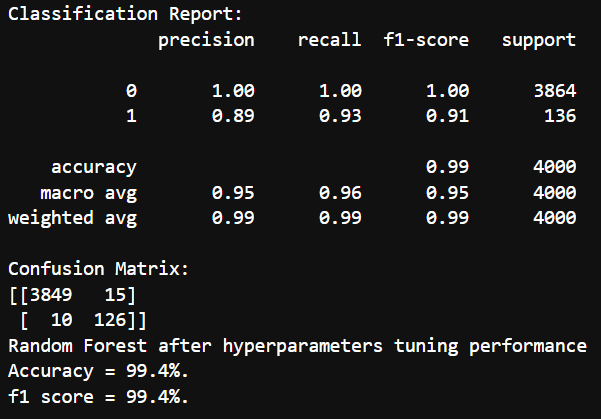 Classification Report:
precision recall f1-score support
0 1.00 1.00 1.00 3864
1 0.89 0.93 0.91 136
accuracy 0.99 4000
macro avg 0.95 0.96 0.95 4000
weighted avg 0.99 0.99 0.99 4000
Confusion Matrix:
[[3849 15]
[ 10 126]]
Random Forest after hyperparameters tuning performance
Accuracy = 99.4%.
f1 score = 99.4%.